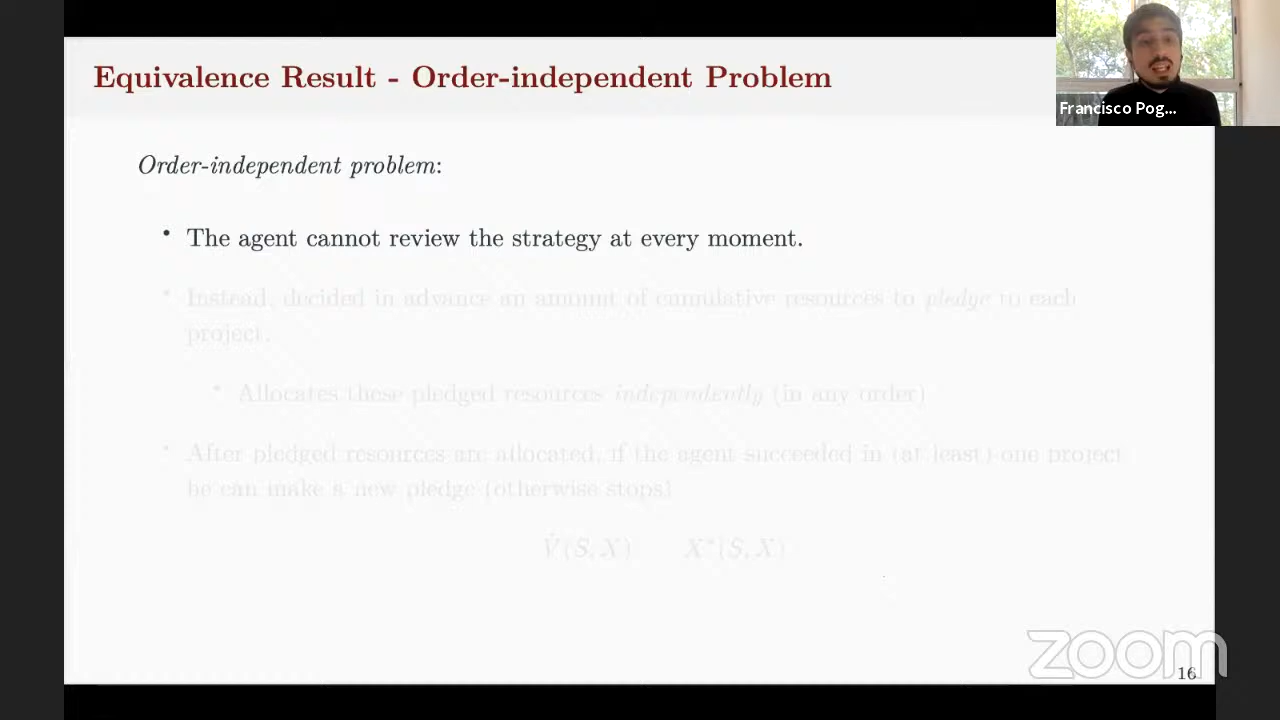 Equivalence Result - Order-independent Problem
Francisco Pog...
Order-independent problem:
• The agent cannot review the strategy at every moment.
• Instead, decided in advance an amount of cumulative resources to pledge to each
project.
• Allocates these pledged resources independently (in any order)
• After pledged resources are allocated, if the agent succeeded in (at least) one project
he can make a new pledge (otherwise stops)
V̂(S, X) X*(S, X)
zoom
16